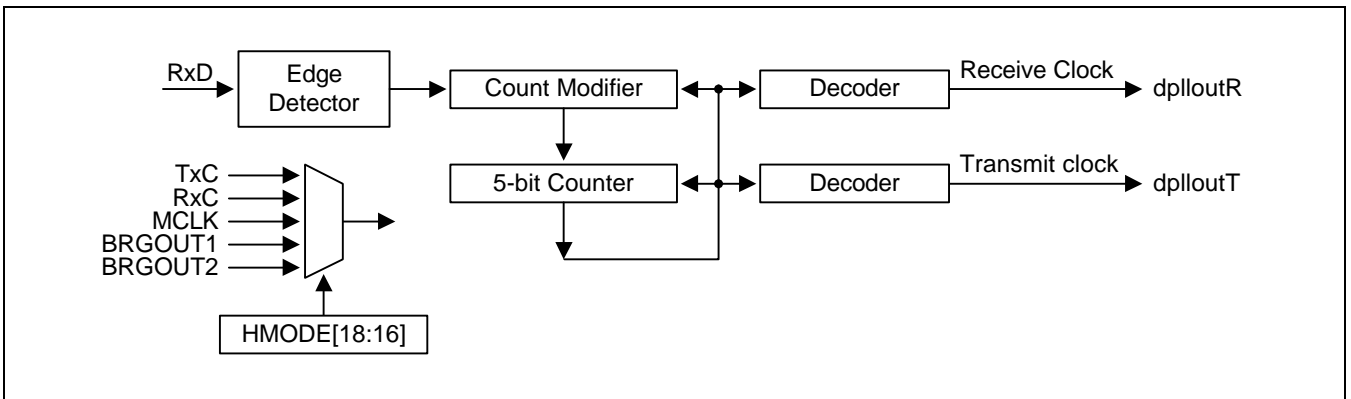 RxD
Edge
Detector
Count Modifier
Decoder
Receive Clock
dplloutR
TxC
RxC
MCLK
BRGOUT1
BRGOUT2
5-bit Counter
Decoder
Transmit clock
dplloutT
HMODE[18:16]